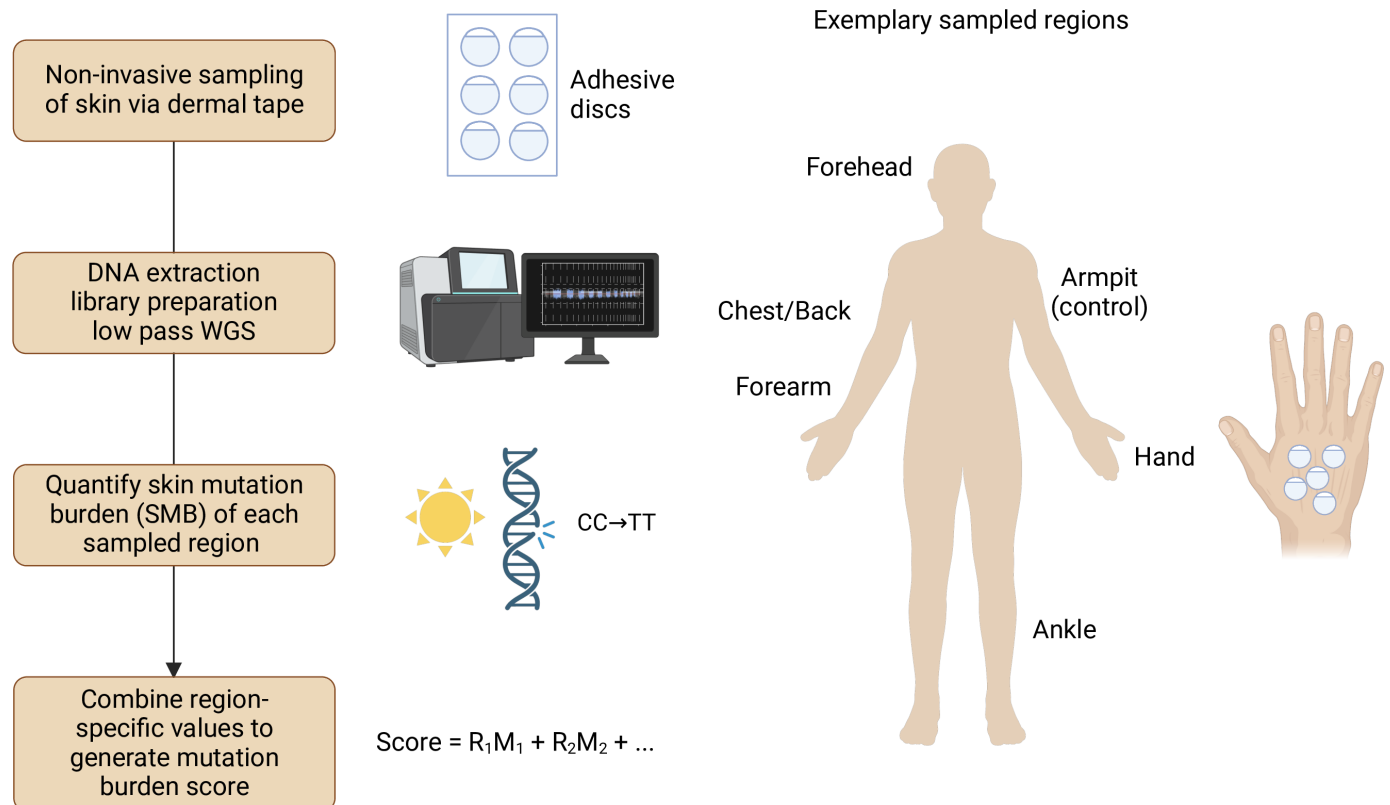 Non-invasive sampling
of skin via dermal tape
Adhesive
discs
DNA extraction
library preparation
low pass WGS
Quantify skin mutation
burden (SMB) of each
sampled region
CC→TT
Combine region-
specific values to
generate mutation
burden score
Score = R₁M₁ + R₂M₂ + ...
Exemplary sampled regions
Forehead
Armpit
(control)
Chest/Back
Forearm
Hand
Ankle